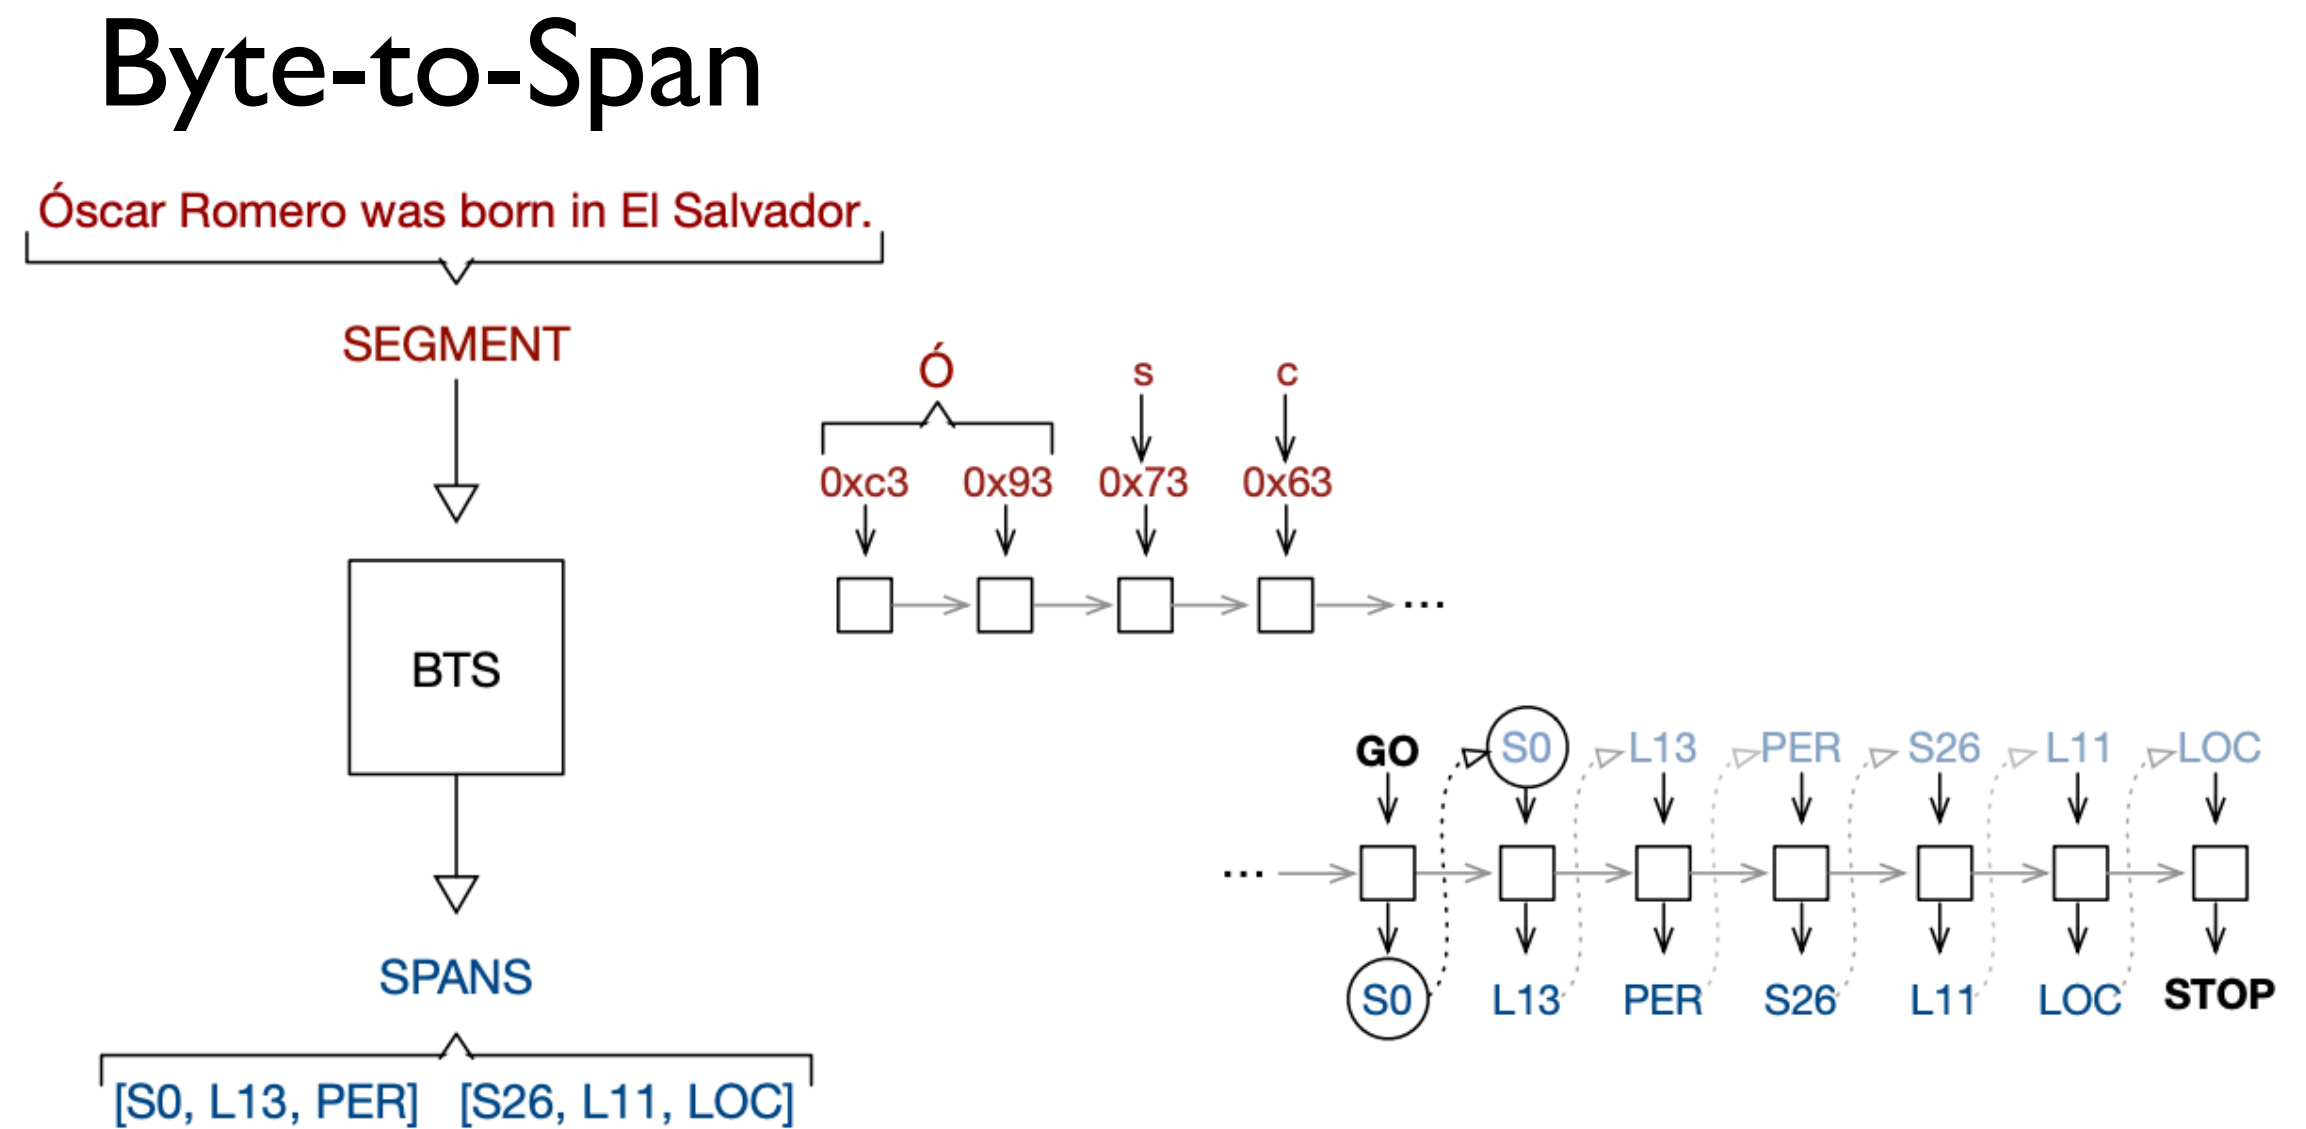 Byte-to-Span
Óscar Romero was born in El Salvador.
SEGMENT
BTS
SPANS
[S0, L13, PER] [S26, L11, LOC]
Ó s c
0xc3 0x93 0x73 0x63
...
GO S0 L13 PER S26 L11 LOC
...
S0 L13 PER S26 L11 LOC STOP